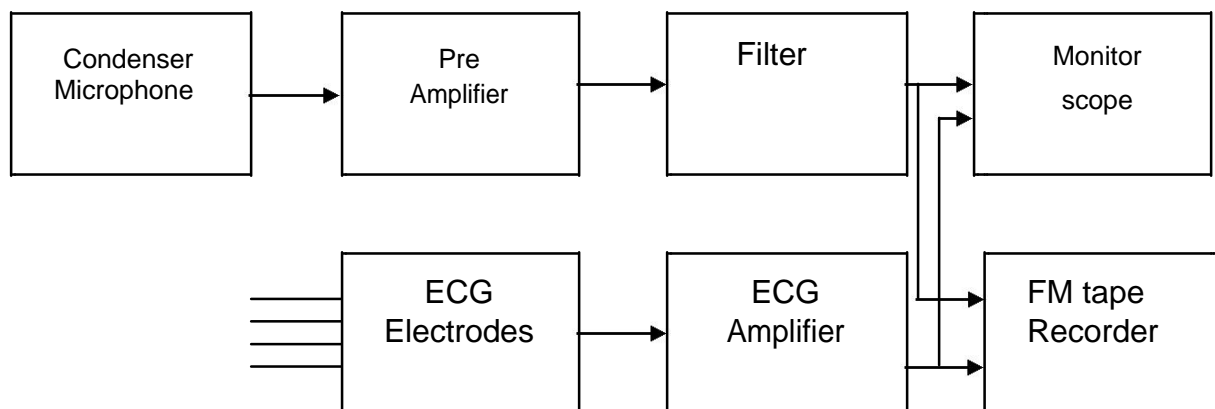 Condenser
Microphone
Pre
Amplifier
Filter
Monitor
scope
ECG
Electrodes
ECG
Amplifier
FM tape
Recorder